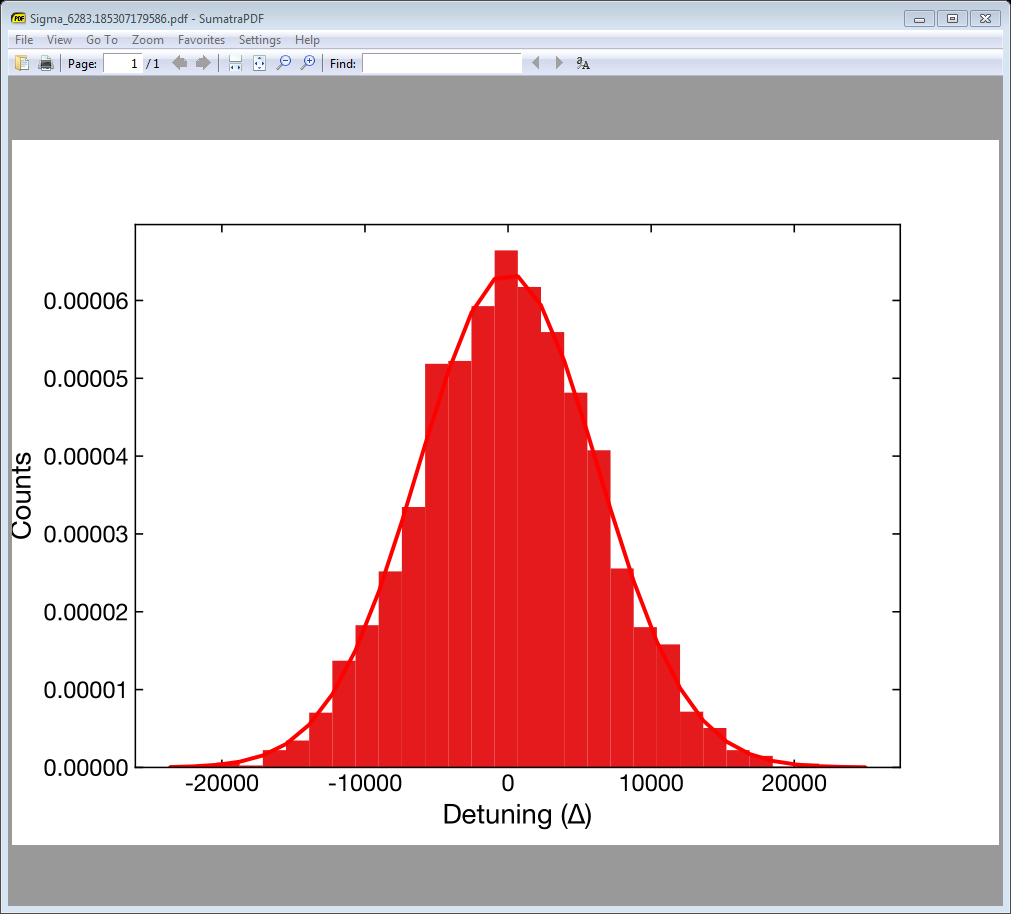 Sigma_6283.185307179586.pdf - SumatraPDF
File View Go To Zoom Favorites Settings Help
Page: 1 / 1 Find:
0.00006
0.00005
0.00004
0.00003
0.00002
0.00001
0.00000
Counts
-20000 -10000 0 10000 20000
Detuning (Δ)